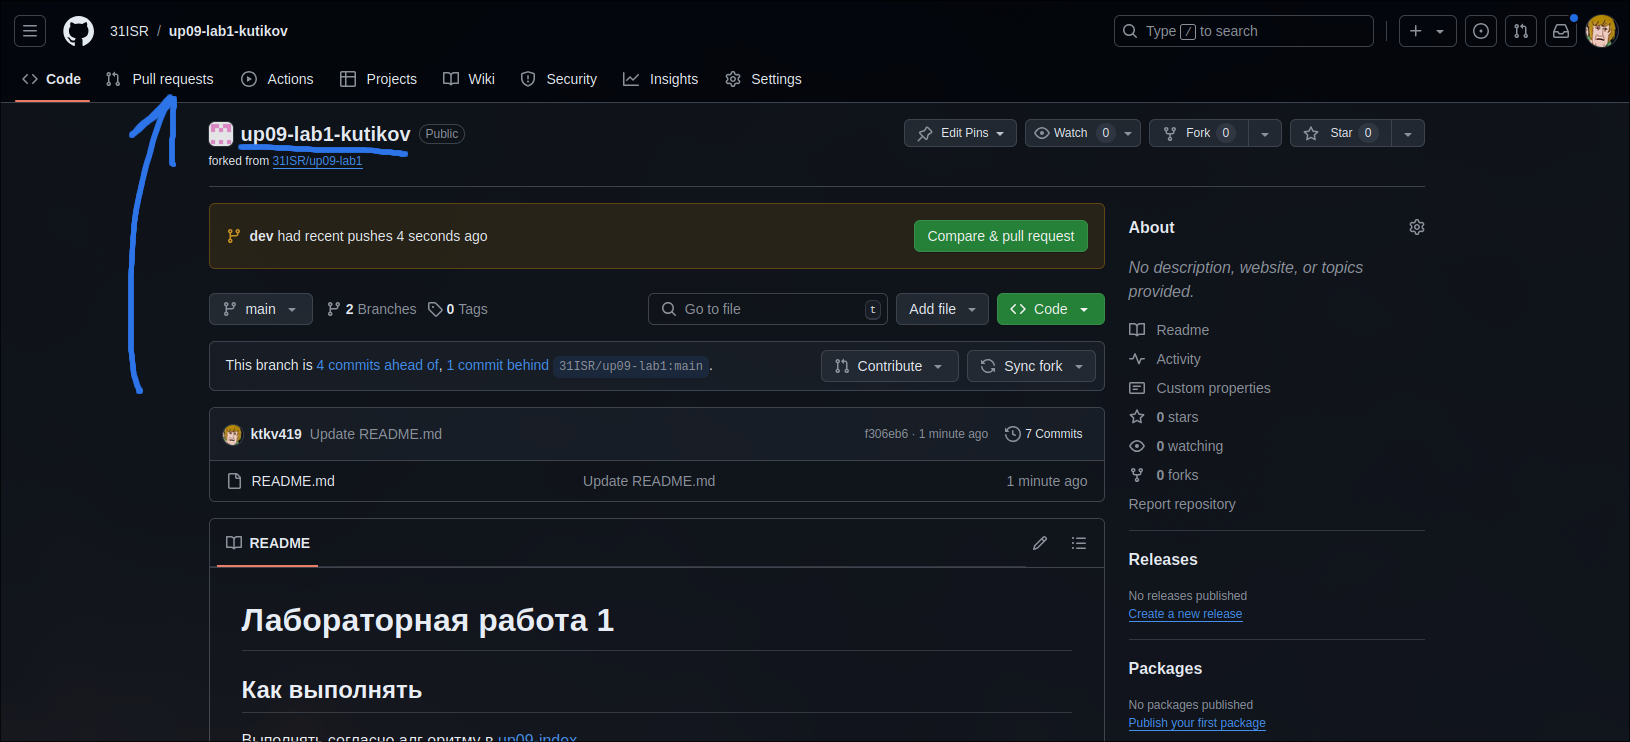 31ISR / up09-lab1-kutikov
Type / to search
Code Pull requests Actions Projects Wiki Security Insights Settings
up09-lab1-kutikov Public
Edit Pins Watch 0 Fork 0 Star 0
forked from 31ISR/up09-lab1
dev had recent pushes 4 seconds ago
Compare & pull request
main 2 Branches 0 Tags
Go to file t
Add file
Code
This branch is 4 commits ahead of, 1 commit behind 31ISR/up09-lab1:main.
Contribute
Sync fork
ktkv419 Update README.md
f306eb6 · 1 minute ago
7 Commits
README.md Update README.md 1 minute ago
README
Лабораторная работа 1
Как выполнять
Выполнять согласно алгоритму в up09-index
About
No description, website, or topics
provided.
Readme
Activity
Custom properties
0 stars
0 watching
0 forks
Report repository
Releases
No releases published
Create a new release
Packages
No packages published
Publish your first package